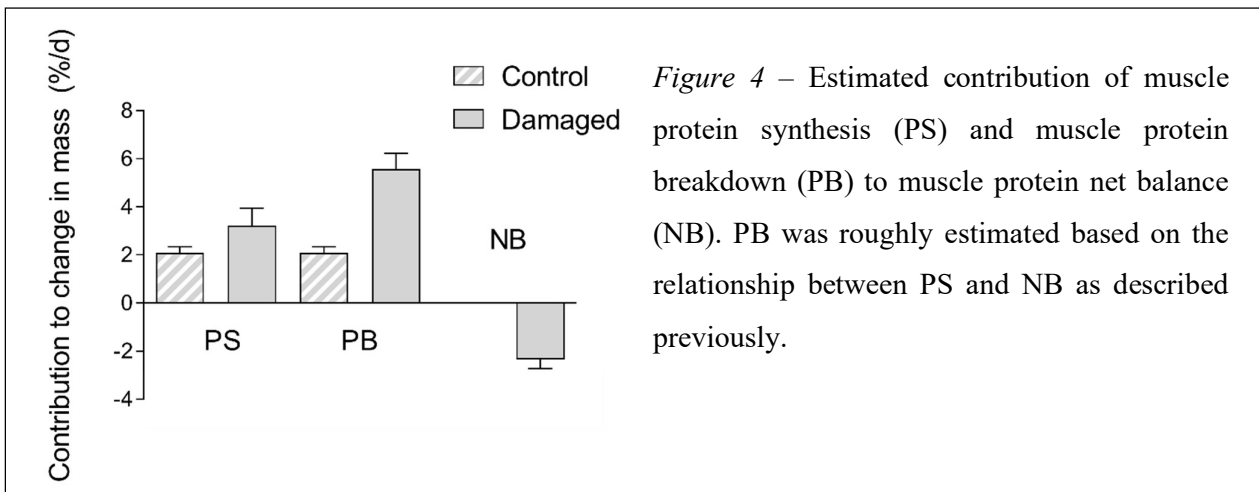 Contribution to change in mass (%/d)
8
6
4
2
0
-2
-4
PS
PB
NB
Control
Damaged
Figure 4 – Estimated contribution of muscle
protein synthesis (PS) and muscle protein
breakdown (PB) to muscle protein net balance
(NB). PB was roughly estimated based on the
relationship between PS and NB as described
previously.